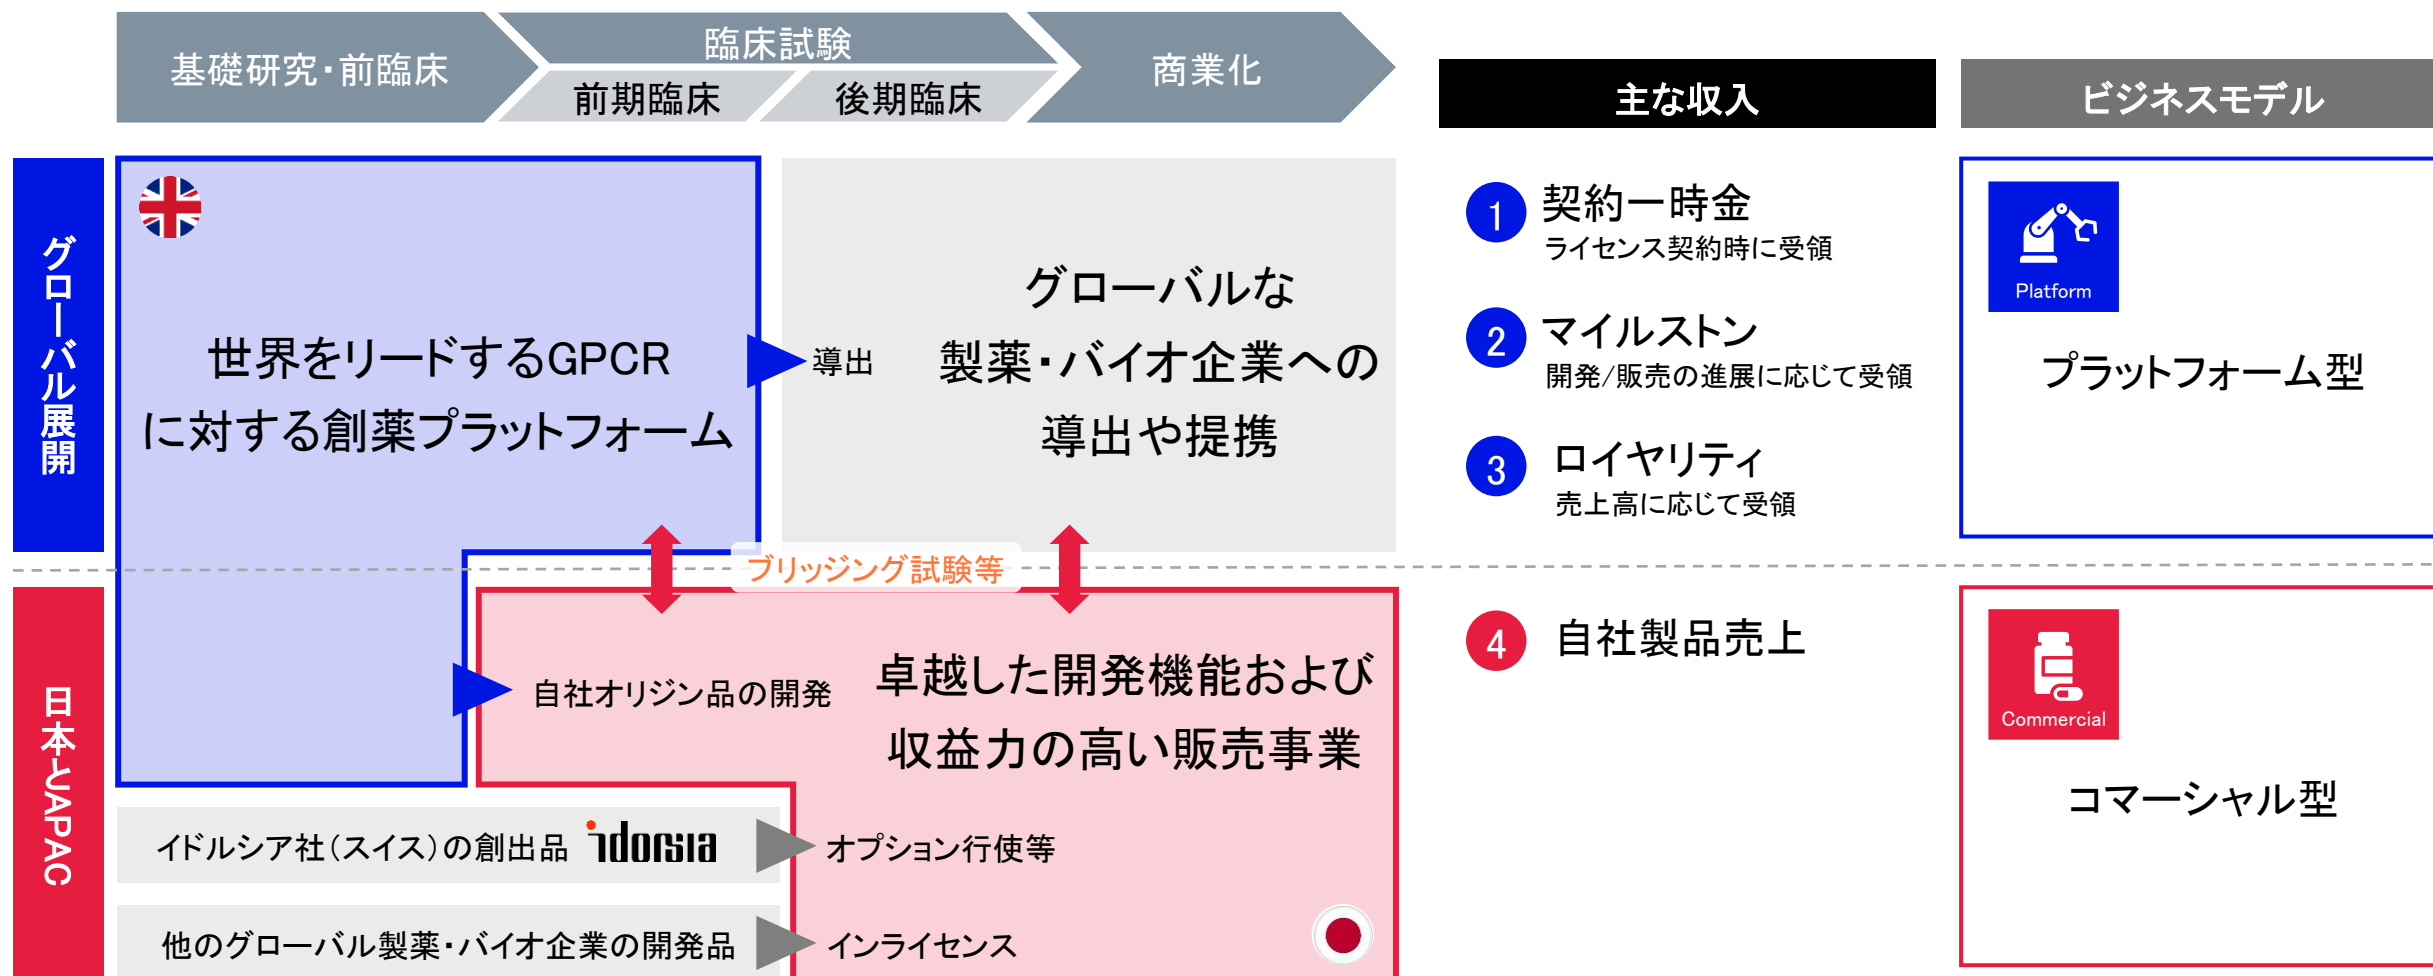 基礎研究・前臨床
臨床試験
前期臨床
後期臨床
商業化
主な収入
ビジネスモデル
グローバル展開
世界をリードするGPCR
に対する創薬プラットフォーム
導出
グローバルな
製薬・バイオ企業への
導出や提携
1 契約一時金
ライセンス契約時に受領
2 マイルストン
開発/販売の進展に応じて受領
3 ロイヤリティ
売上高に応じて受領
Platform
プラットフォーム型
ブリッジング試験等
日本とAPAC
自社オリジン品の開発
卓越した開発機能および
収益力の高い販売事業
4 自社製品売上
Commercial
コマーシャル型
イドルシア社（スイス）の創出品 idorsia
オプション行使等
他のグローバル製薬・バイオ企業の開発品
インライセンス